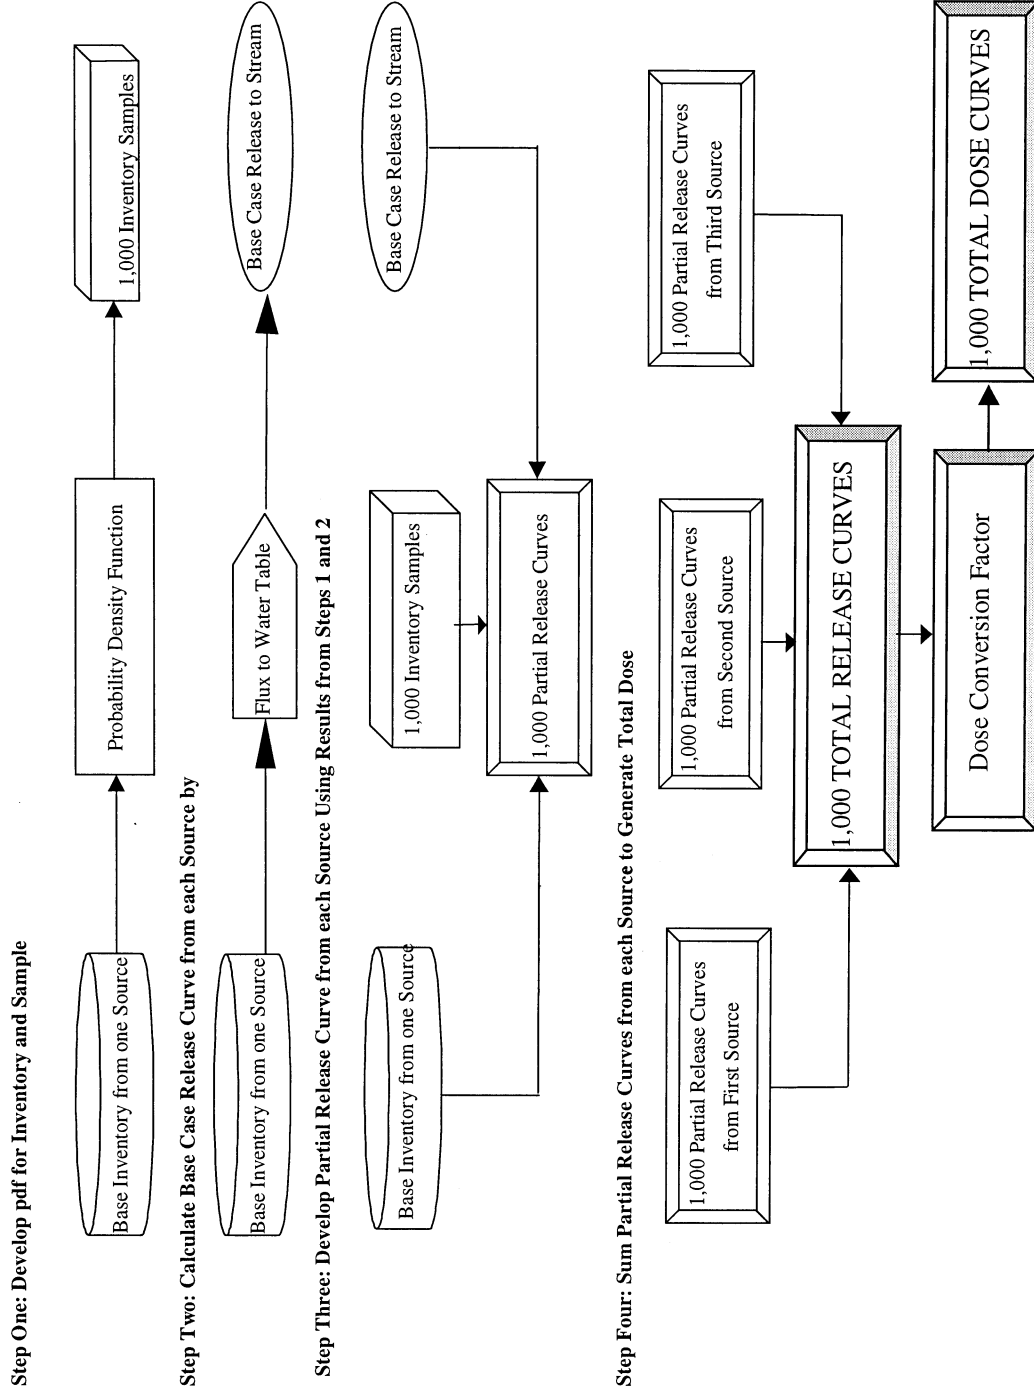 Step One: Develop pdf for Inventory and Sample
Base Inventory from one Source
Probability Density Function
1,000 Inventory Samples
Step Two: Calculate Base Case Release Curve from each Source by
Base Inventory from one Source
Flux to Water Table
Base Case Release to Stream
Step Three: Develop Partial Release Curve from each Source Using Results from Steps 1 and 2
Base Inventory from one Source
1,000 Inventory Samples
Base Case Release to Stream
1,000 Partial Release Curves
Step Four: Sum Partial Release Curves from each Source to Generate Total Dose
1,000 Partial Release Curves
from First Source
1,000 Partial Release Curves
from Second Source
1,000 Partial Release Curves
from Third Source
1,000 TOTAL RELEASE CURVES
Dose Conversion Factor
1,000 TOTAL DOSE CURVES